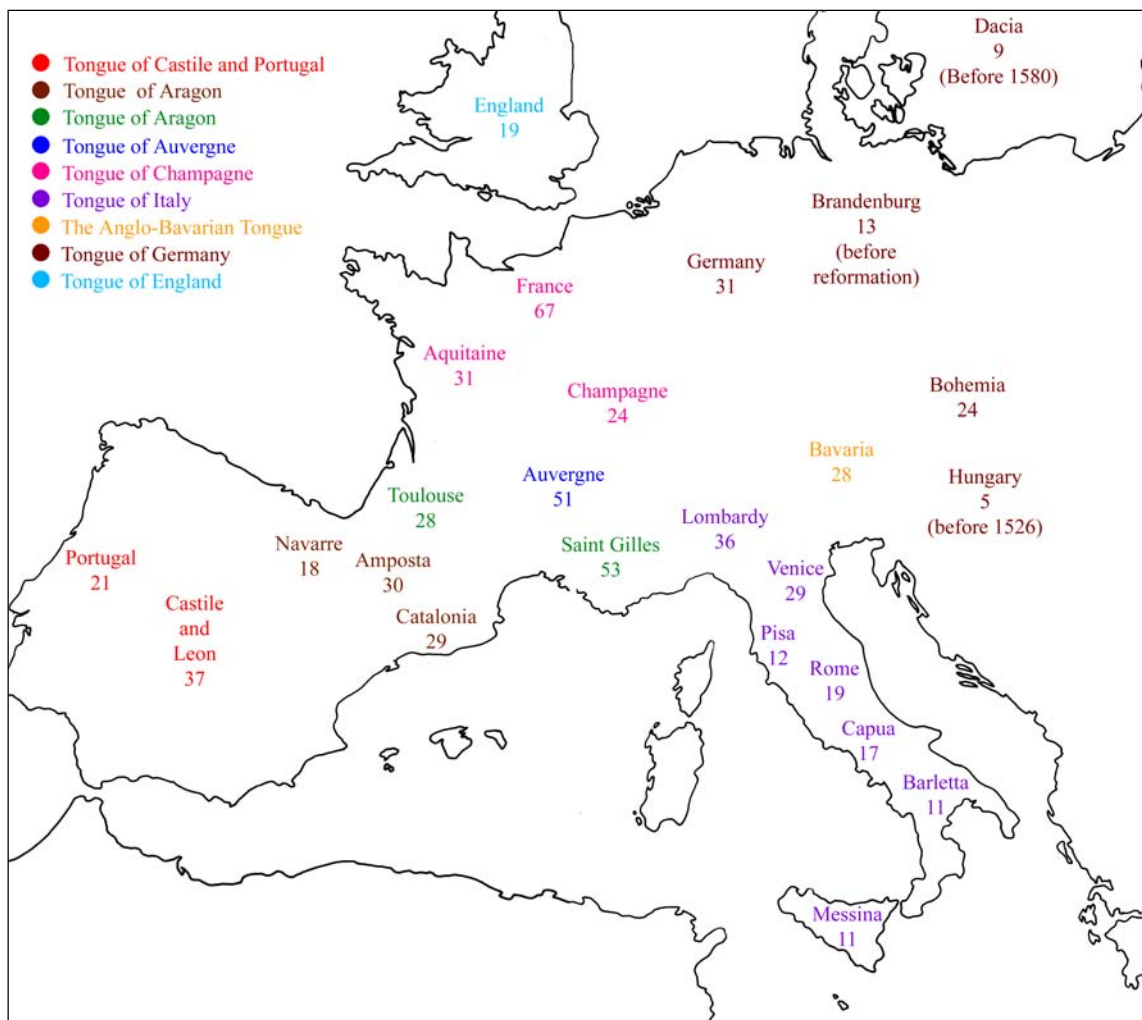 Tongue of Castile and Portugal
Tongue of Aragon
Tongue of Aragon
Tongue of Auvergne
Tongue of Champagne
Tongue of Italy
The Anglo-Bavarian Tongue
Tongue of Germany
Tongue of England
Dacia
9
(Before 1580)
England
19
Brandenburg
13
(before
reformation)
Germany
31
France
67
Aquitaine
31
Champagne
24
Bohemia
24
Bavaria
28
Hungary
5
(before 1526)
Auvergne
51
Toulouse
28
Lombardy
36
Saint Gilles
53
Navarre
18
Amposta
30
Portugal
21
Venice
29
Castile
and
Leon
37
Catalonia
29
Pisa
12
Rome
19
Capua
17
Barletta
11
Messina
11